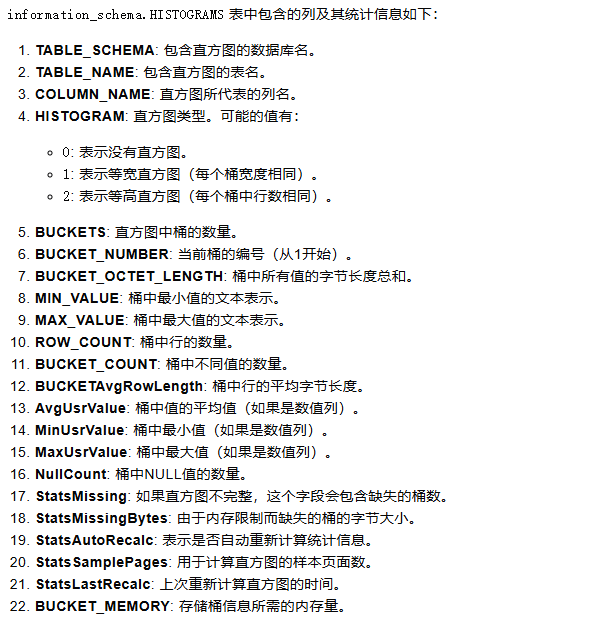 information_schema.HISTOGRAMS 表中包含的列及其统计信息如下：
1. TABLE_SCHEMA: 包含直方图的数据库名。
2. TABLE_NAME: 包含直方图的表名。
3. COLUMN_NAME: 直方图所代表的列名。
4. HISTOGRAM: 直方图类型。可能的值有：
0: 表示没有直方图。
1: 表示等宽直方图（每个桶宽度相同）。
2: 表示等高直方图（每个桶中行数相同）。
5. BUCKETS: 直方图中桶的数量。
6. BUCKET_NUMBER: 当前桶的编号（从1开始）。
7. BUCKET_OCTET_LENGTH: 桶中所有值的字节长度总和。
8. MIN_VALUE: 桶中最小值的文本表示。
9. MAX_VALUE: 桶中最大值的文本表示。
10. ROW_COUNT: 桶中行的数量。
11. BUCKET_COUNT: 桶中不同值的数量。
12. BUCKETAvgRowLength: 桶中行的平均字节长度。
13. AvgUsrValue: 桶中值的平均值（如果是数值列）。
14. MinUsrValue: 桶中最小值（如果是数值列）。
15. MaxUsrValue: 桶中最大值（如果是数值列）。
16. NullCount: 桶中NULL值的数量。
17. StatsMissing: 如果直方图不完整，这个字段会包含缺失的桶数。
18. StatsMissingBytes: 由于内存限制而缺失的桶的字节大小。
19. StatsAutoRecalc: 表示是否自动重新计算统计信息。
20. StatsSamplePages: 用于计算直方图的样本页面数。
21. StatsLastRecalc: 上次重新计算直方图的时间。
22. BUCKET_MEMORY: 存储桶信息所需的内存量。